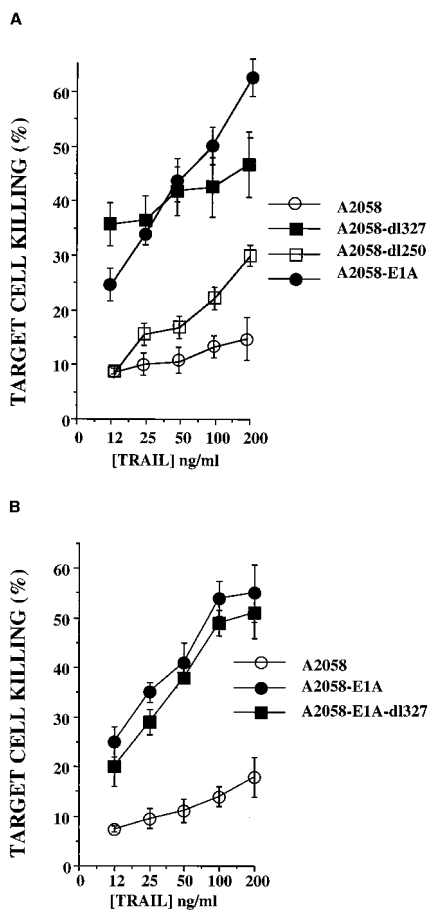 A
TARGET CELL KILLING (%)
60
50
40
30
20
10
0
0 12 25 50 100 200
[TRAIL] ng/ml
A2058
A2058-dl327
A2058-dl250
A2058-E1A
B
TARGET CELL KILLING (%)
60
50
40
30
20
10
0
0 12 25 50 100 200
[TRAIL] ng/ml
A2058
A2058-E1A
A2058-E1A-dl327